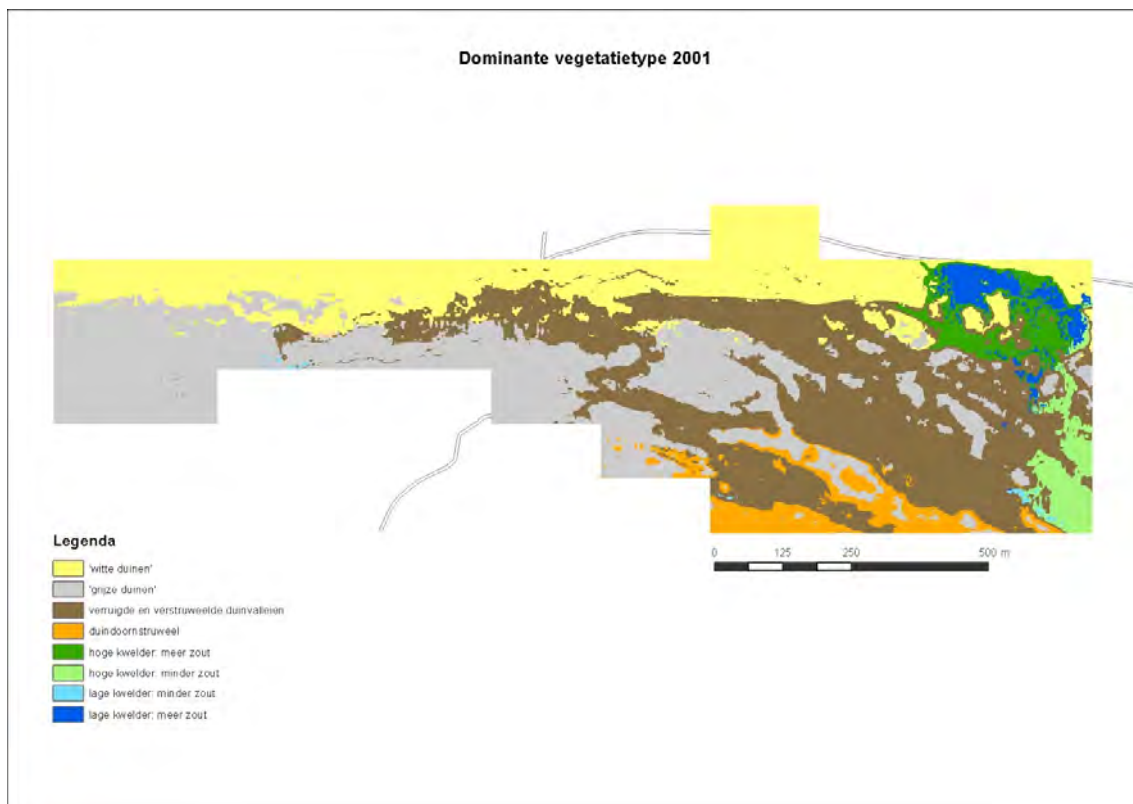 Dominante vegetatietype 2001
0 125 250 500 m
Legenda
'witte duinen'
'grijze duinen'
verruigde en verstruweelde duinvalleien
duindoornstruweel
hoge kwelder: meer zout
hoge kwelder: minder zout
lage kwelder: minder zout
lage kwelder: meer zout